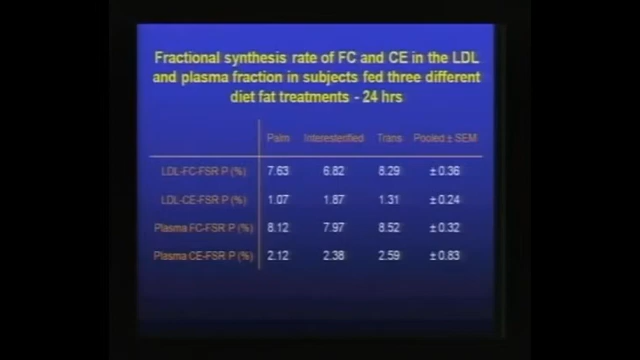 Fractional synthesis rate of FC and CE in the LDL
and plasma fraction in subjects fed three different
diet fat treatments - 24 hrs
Palm Interesterified Trans Pooled ± SEM
LDL-FC-FSR P (%) 7.63 6.82 8.29 ± 0.36
LDL-CE-FSR P (%) 1.07 1.87 1.31 ± 0.24
Plasma FC-FSR P (%) 8.12 7.97 8.52 ± 0.32
Plasma CE-FSR P (%) 2.12 2.38 2.59 ± 0.83